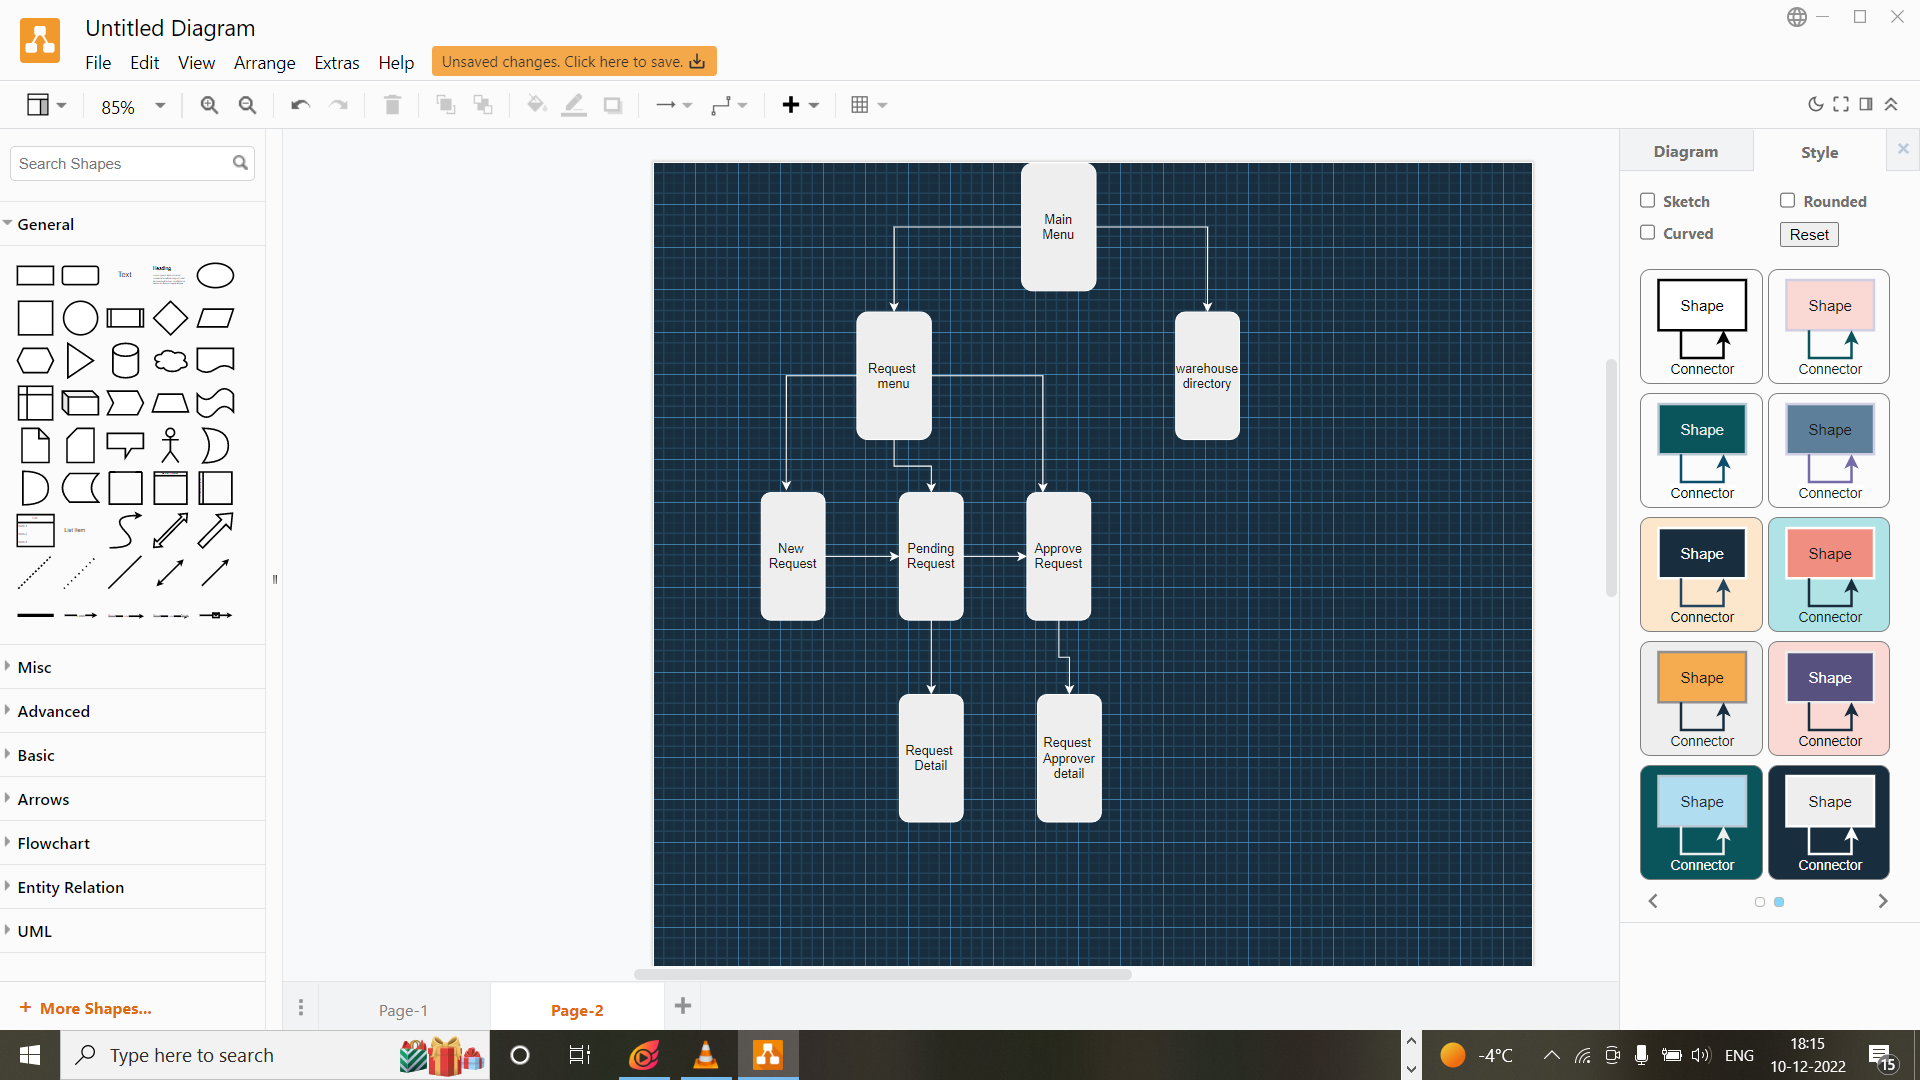 Untitled Diagram
File Edit View Arrange Extras Help Unsaved changes. Click here to save.
85%
Search Shapes
General
Text
Heading
List Item
Misc
Advanced
Basic
Arrows
Flowchart
Entity Relation
UML
+ More Shapes...
Main
Menu
Request
menu
warehouse
directory
New
Request
Pending
Request
Approve
Request
Request
Detail
Request
Approver
detail
Page-1
Page-2
Diagram
Style
Sketch
Rounded
Curved
Reset
Shape
Connector
Shape
Connector
Shape
Connector
Shape
Connector
Shape
Connector
Shape
Connector
Shape
Connector
Shape
Connector
Shape
Connector
Shape
Connector
Type here to search
-4°C
ENG
18:15
10-12-2022
15